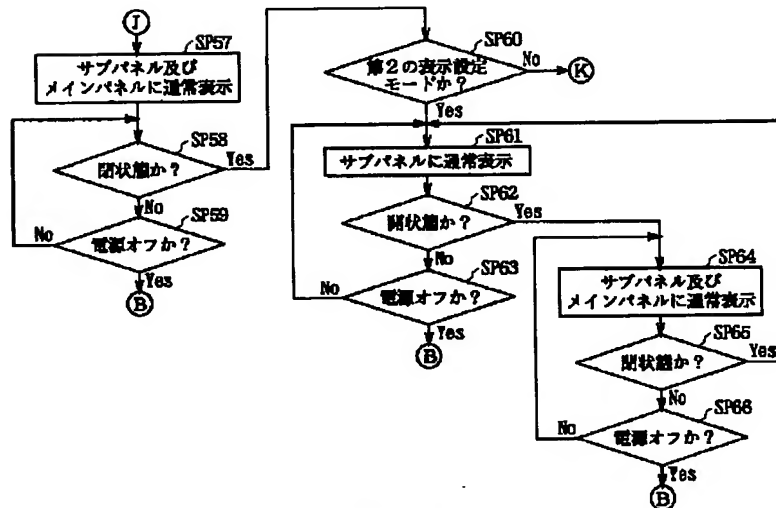 J
SP57
サブパネル及び
メインパネルに通常表示
SP58
閉状態か?
Yes
No
SP59
電源オフか?
No
Yes
B
SP60
第2の表示設定
モードか?
No
K
Yes
SP61
サブパネルに通常表示
SP62
開状態か?
Yes
No
SP63
電源オフか?
No
Yes
B
SP64
サブパネル及び
メインパネルに通常表示
SP65
閉状態か?
Yes
No
SP66
電源オフか?
No
Yes
B